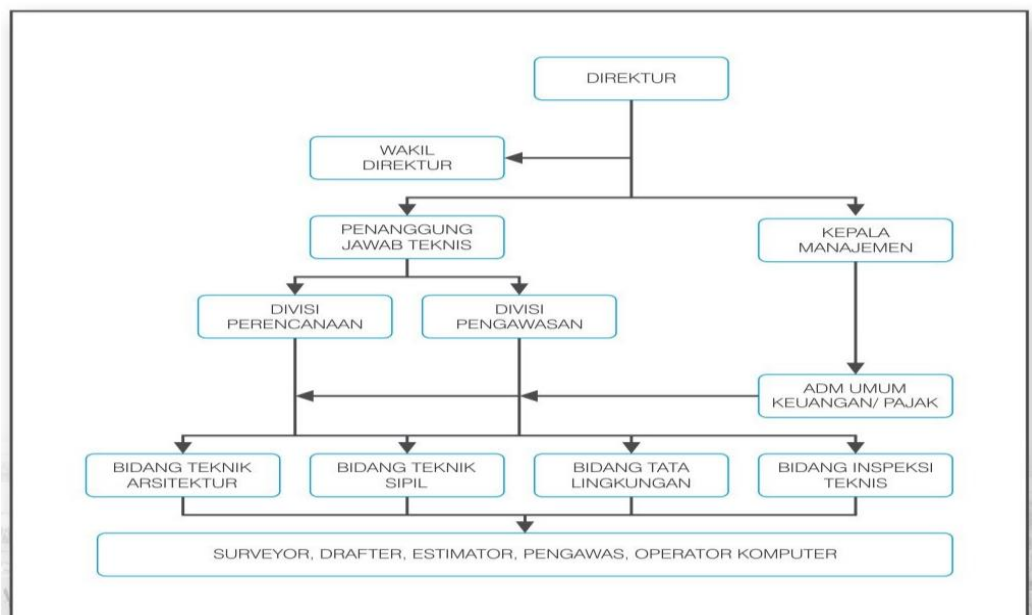 DIREKTUR
WAKIL
DIREKTUR
PENANGGUNG
JAWAB TEKNIS
KEPALA
MANAJEMEN
DIVISI
PERENCANAAN
DIVISI
PENGAWASAN
ADM UMUM
KEUANGAN/ PAJAK
BIDANG TEKNIK
ARSITEKTUR
BIDANG TEKNIK
SIPIL
BIDANG TATA
LINGKUNGAN
BIDANG INSPEKSI
TEKNIS
SURVEYOR, DRAFTER, ESTIMATOR, PENGAWAS, OPERATOR KOMPUTER